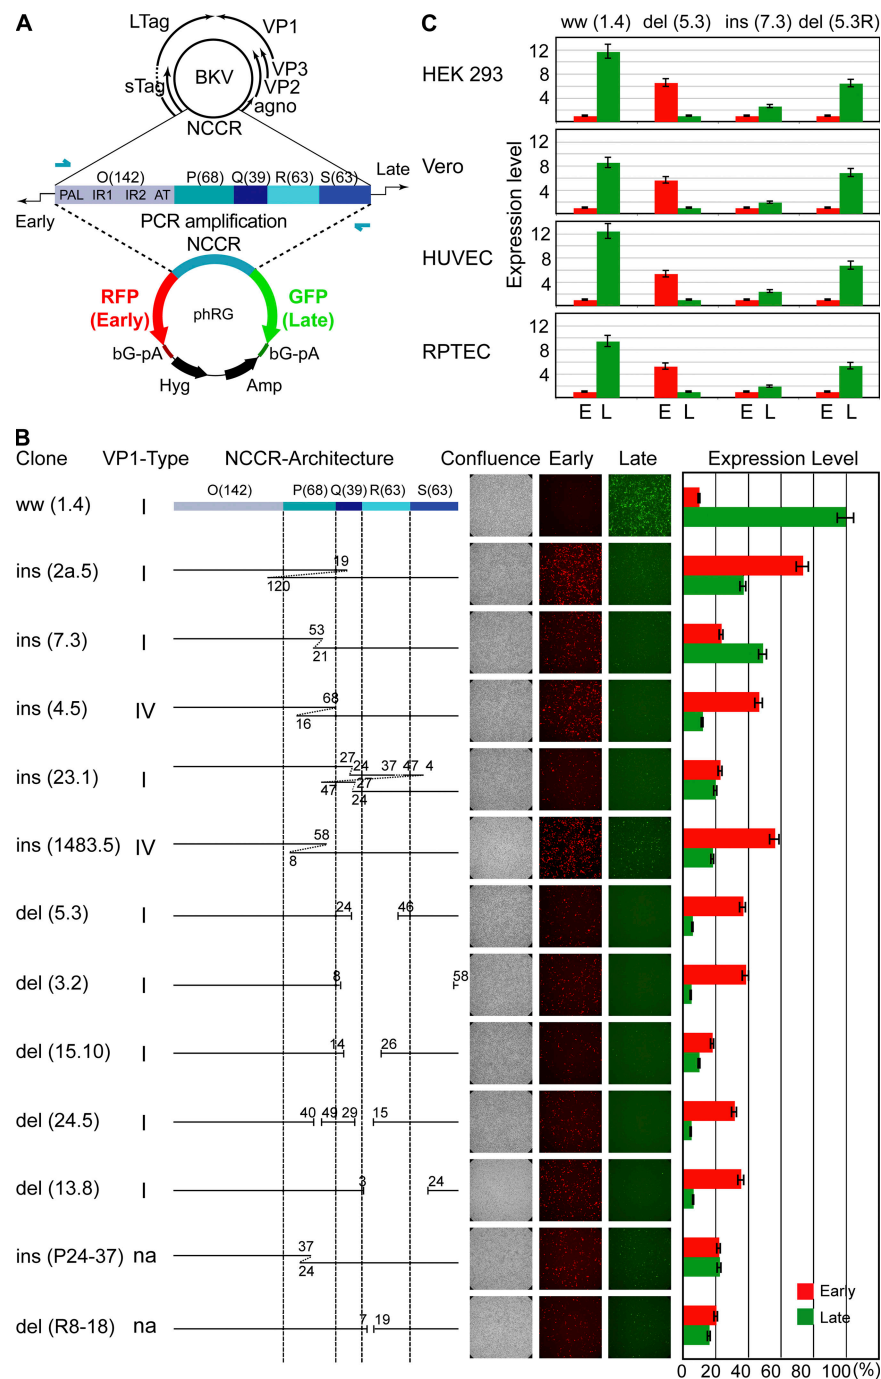 A
LTag
VP1
BKV
VP3
VP2
sTag
agno
NCCR
O(142)
P(68)
Q(39)
R(63)
S(63)
Late
PAL IR1 IR2 AT
Early
PCR amplification
NCCR
RFP
(Early)
GFP
(Late)
phRG
bG-pA
bG-pA
Hyg
Amp
C
ww (1.4) del (5.3) ins (7.3) del (5.3R)
Expression level
HEK 293
12
8
4
Vero
12
8
4
HUVEC
12
8
4
RPTEC
12
8
4
E L E L E L E L
B
Clone VP1-Type NCCR-Architecture Confluence Early Late Expression Level
O(142) P(68) Q(39) R(63) S(63)
ww (1.4) I
ins (2a.5) I 19
120
ins (7.3) I 53
21
ins (4.5) IV 68
16
ins (23.1) I 27 24 37 47 4
47 27
24
ins (1483.5) IV 58
8
del (5.3) I 24 46
del (3.2) I 8 58
del (15.10) I 14 26
del (24.5) I 40 49 29 15
del (13.8) I 3 24
ins (P24-37) na 37
24
del (R8-18) na 7 19
Early
Late
0 20 40 60 80 100(%)